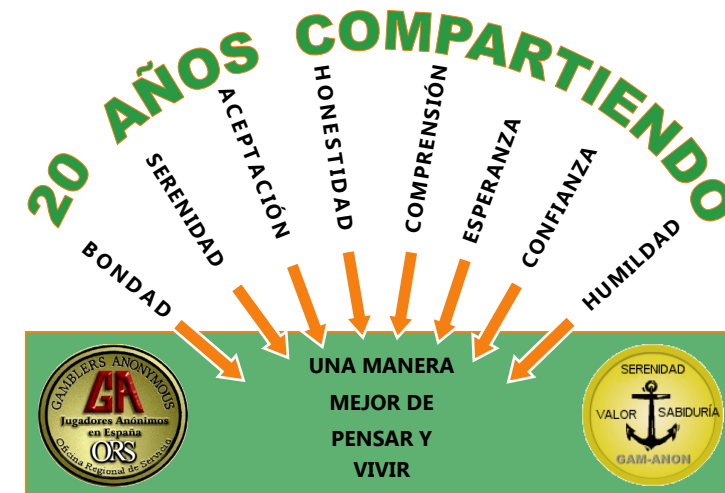 20 AÑOS COMPARTIENDO
BONDAD
SERENIDAD
ACEPTACIÓN
HONESTIDAD
COMPRENSIÓN
ESPERANZA
CONFIANZA
HUMILDAD
UNA MANERA
MEJOR DE
PENSAR Y
VIVIR
GAMBLERS ANONYMOUS
GA
Jugadores Anónimos
en España
ORS
Oficina Regional de Servicio
SERENIDAD
VALOR SABIDURÍA
GAM-ANON